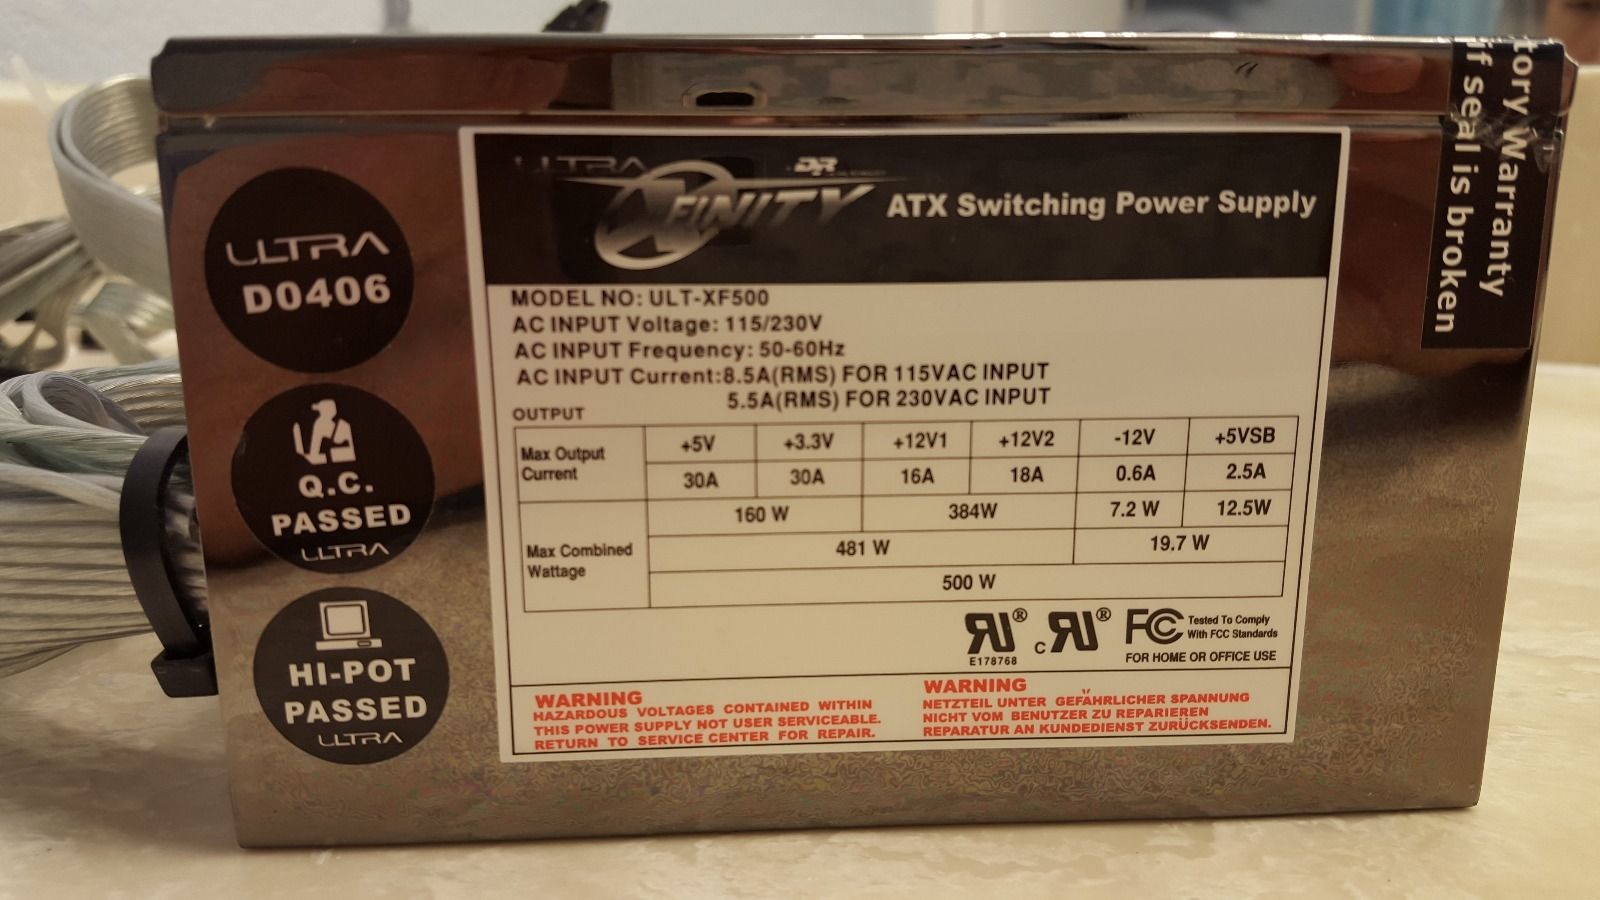 ULTRA
D0406
Q.C.
PASSED
ULTRA
HI-POT
PASSED
ULTRA
ULTRA
XFINITY
ATX Switching Power Supply
MODEL NO: ULT-XF500
AC INPUT Voltage: 115/230V
AC INPUT Frequency: 50-60Hz
AC INPUT Current:8.5A(RMS) FOR 115VAC INPUT
5.5A(RMS) FOR 230VAC INPUT
OUTPUT
Max Output Current +5V +3.3V +12V1 +12V2 -12V +5VSB
30A 30A 16A 18A 0.6A 2.5A
Max Combined Wattage 160 W 384W 7.2 W 12.5W
481 W 19.7 W
500 W
E178768
c
FC Tested To Comply
With FCC Standards
FOR HOME OR OFFICE USE
WARNING
HAZARDOUS VOLTAGES CONTAINED WITHIN
THIS POWER SUPPLY NOT USER SERVICEABLE.
RETURN TO SERVICE CENTER FOR REPAIR.
WARNING
NETZTEIL UNTER GEFÄHRLICHER SPANNUNG
NICHT VOM BENUTZER ZU REPARIEREN
REPARATUR AN KUNDEDIENST ZURÜCKSENDEN.
tory Warranty
if seal is broken